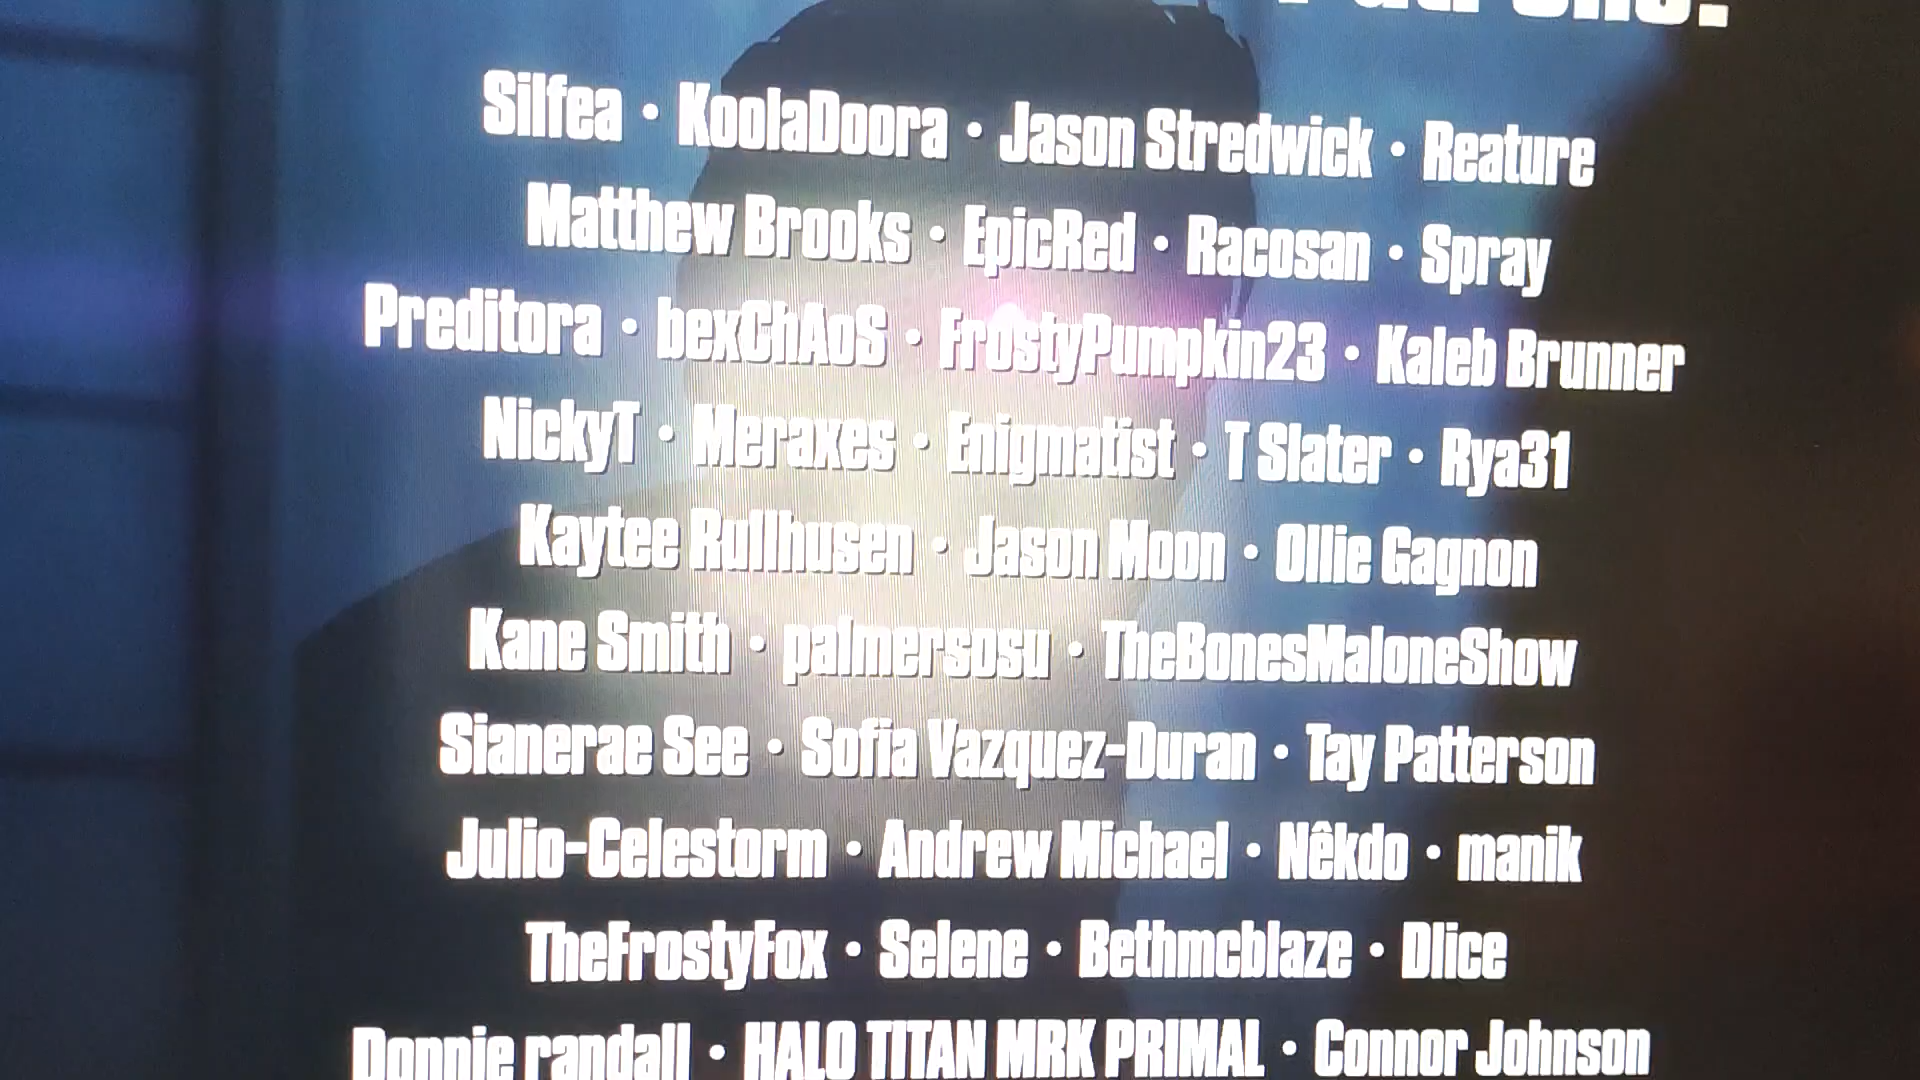 Silfea • KoolaDoora • Jason Stredwick • Reature
Matthew Brooks • EpicRed • Racosan • Spray
Preditora • bexChAoS • FrostyPumpkin23 • Kaleb Brunner
NickyT • Meraxes • Enigmatist • T Slater • Rya31
Kaytee Rullhusen • Jason Moon • Ollie Gagnon
Kane Smith • palmersosu • TheBonesMaloneShow
Sianerae See • Sofia Vazquez-Duran • Tay Patterson
Julio-Celestorm • Andrew Michael • Nêkdo • manik
TheFrostyFox • Selene • Bethmcblaze • Dlice
Donnie randall • HALO TITAN MRK PRIMAL • Connor Johnson